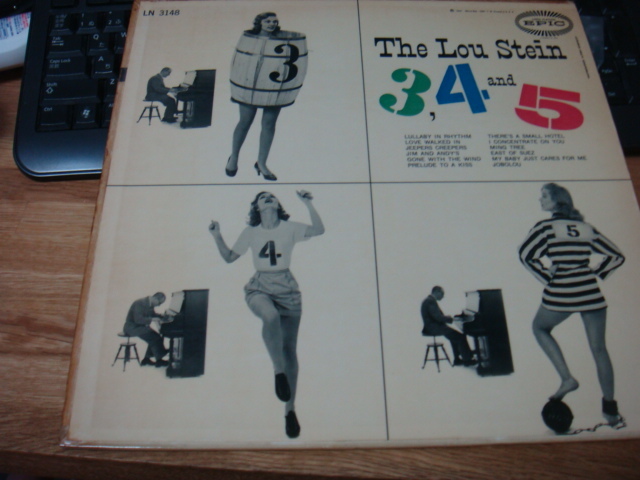 LN 3148
EPIC
The Lou Stein
3, 4 and 5
LULLABY IN RHYTHM
LOVE WALKED IN
JEEPERS CREEPERS
JIM AND ANDY'S
GONE WITH THE WIND
PRELUDE TO A KISS
THERE'S A SMALL HOTEL
I CONCENTRATE ON YOU
MING TREE
EAST OF SUEZ
MY BABY JUST CARES FOR ME
JOBOLOU
3
4
5